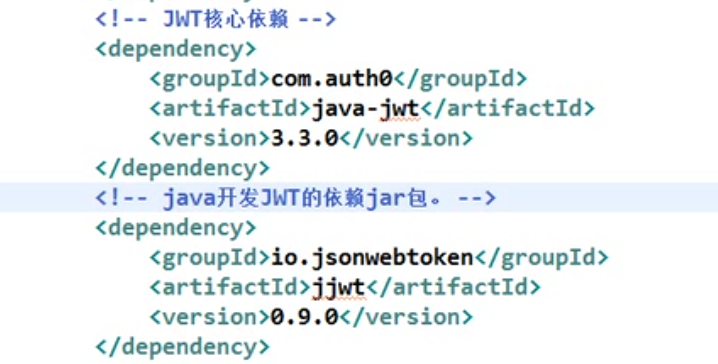 <!-- JWT核心依赖 -->
<dependency>
<groupId>com.auth0</groupId>
<artifactId>java-jwt</artifactId>
<version>3.3.0</version>
</dependency>
<!-- java开发JWT的依赖jar包。 -->
<dependency>
<groupId>io.jsonwebtoken</groupId>
<artifactId>jjwt</artifactId>
<version>0.9.0</version>
</dependency>